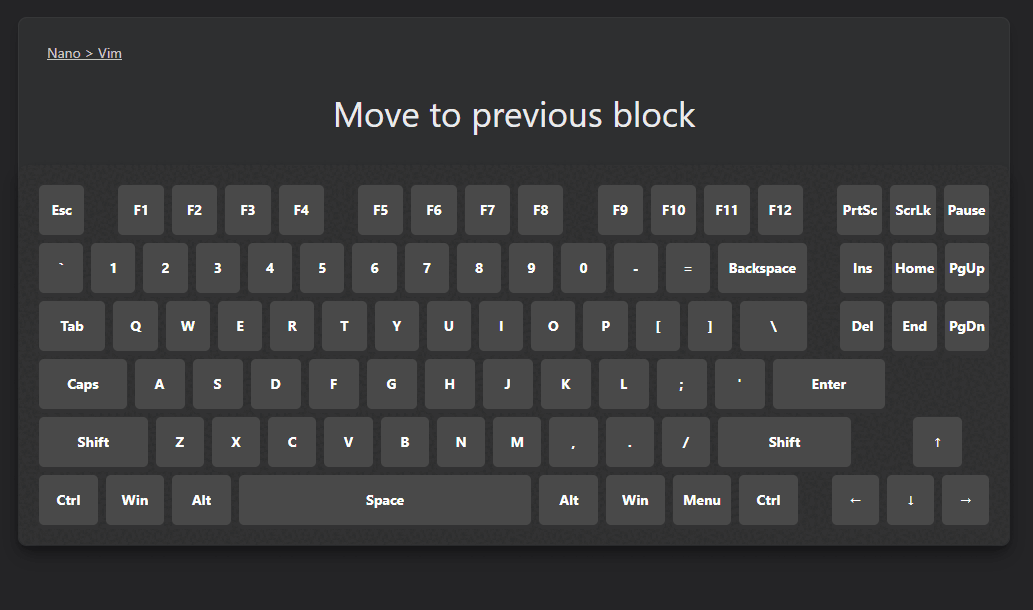 Nano > Vim
Move to previous block
Esc F1 F2 F3 F4 F5 F6 F7 F8 F9 F10 F11 F12 PrtSc ScrLk Pause
` 1 2 3 4 5 6 7 8 9 0 - = Backspace Ins Home PgUp
Tab Q W E R T Y U I O P [ ] \ Del End PgDn
Caps A S D F G H J K L ; ' Enter
Shift Z X C V B N M , . / Shift ↑
Ctrl Win Alt Space Alt Win Menu Ctrl ← ↓ →